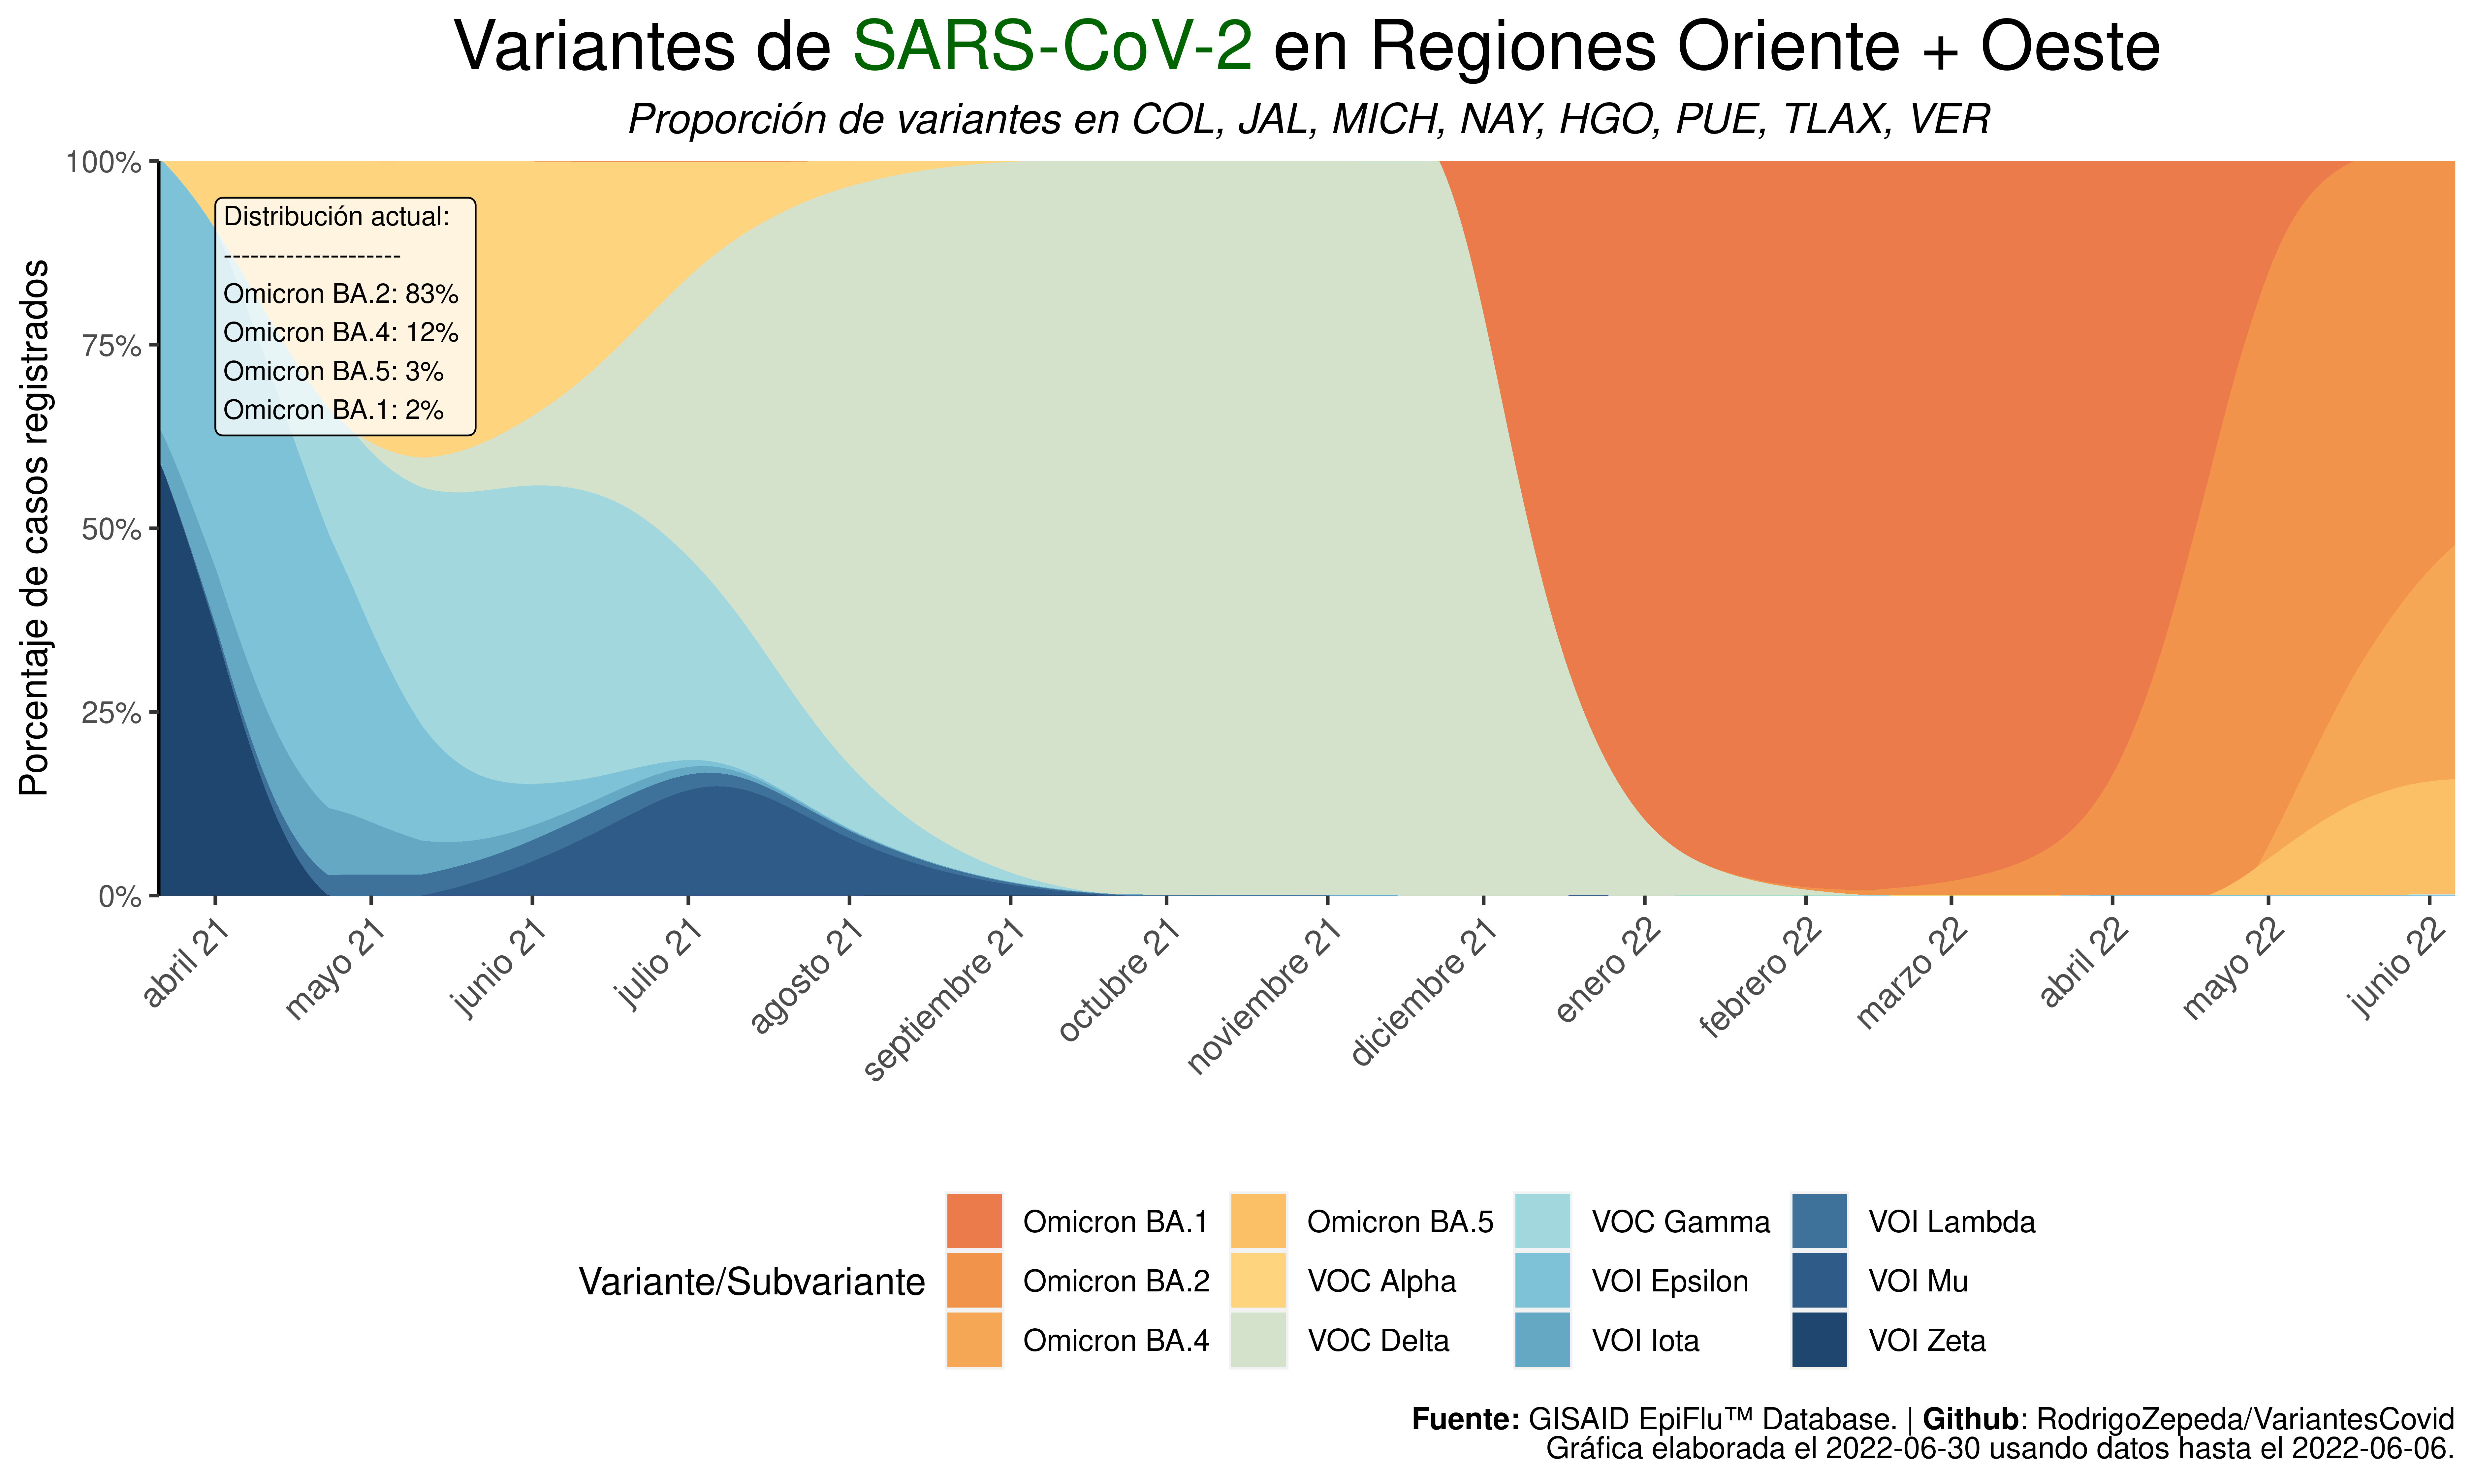 Variantes de SARS-CoV-2 en Regiones Oriente + Oeste
Proporción de variantes en COL, JAL, MICH, NAY, HGO, PUE, TLAX, VER
Porcentaje de casos registrados
100%
75%
50%
25%
0%
Distribución actual:
---------------------
Omicron BA.2: 83%
Omicron BA.4: 12%
Omicron BA.5: 3%
Omicron BA.1: 2%
abril 21
mayo 21
junio 21
julio 21
agosto 21
septiembre 21
octubre 21
noviembre 21
diciembre 21
enero 22
febrero 22
marzo 22
abril 22
mayo 22
junio 22
Variante/Subvariante
Omicron BA.1
Omicron BA.2
Omicron BA.4
Omicron BA.5
VOC Alpha
VOC Delta
VOC Gamma
VOI Epsilon
VOI Iota
VOI Lambda
VOI Mu
VOI Zeta
Fuente: GISAID EpiFlu™ Database. | Github: RodrigoZepeda/VariantesCovid
Gráfica elaborada el 2022-06-30 usando datos hasta el 2022-06-06.